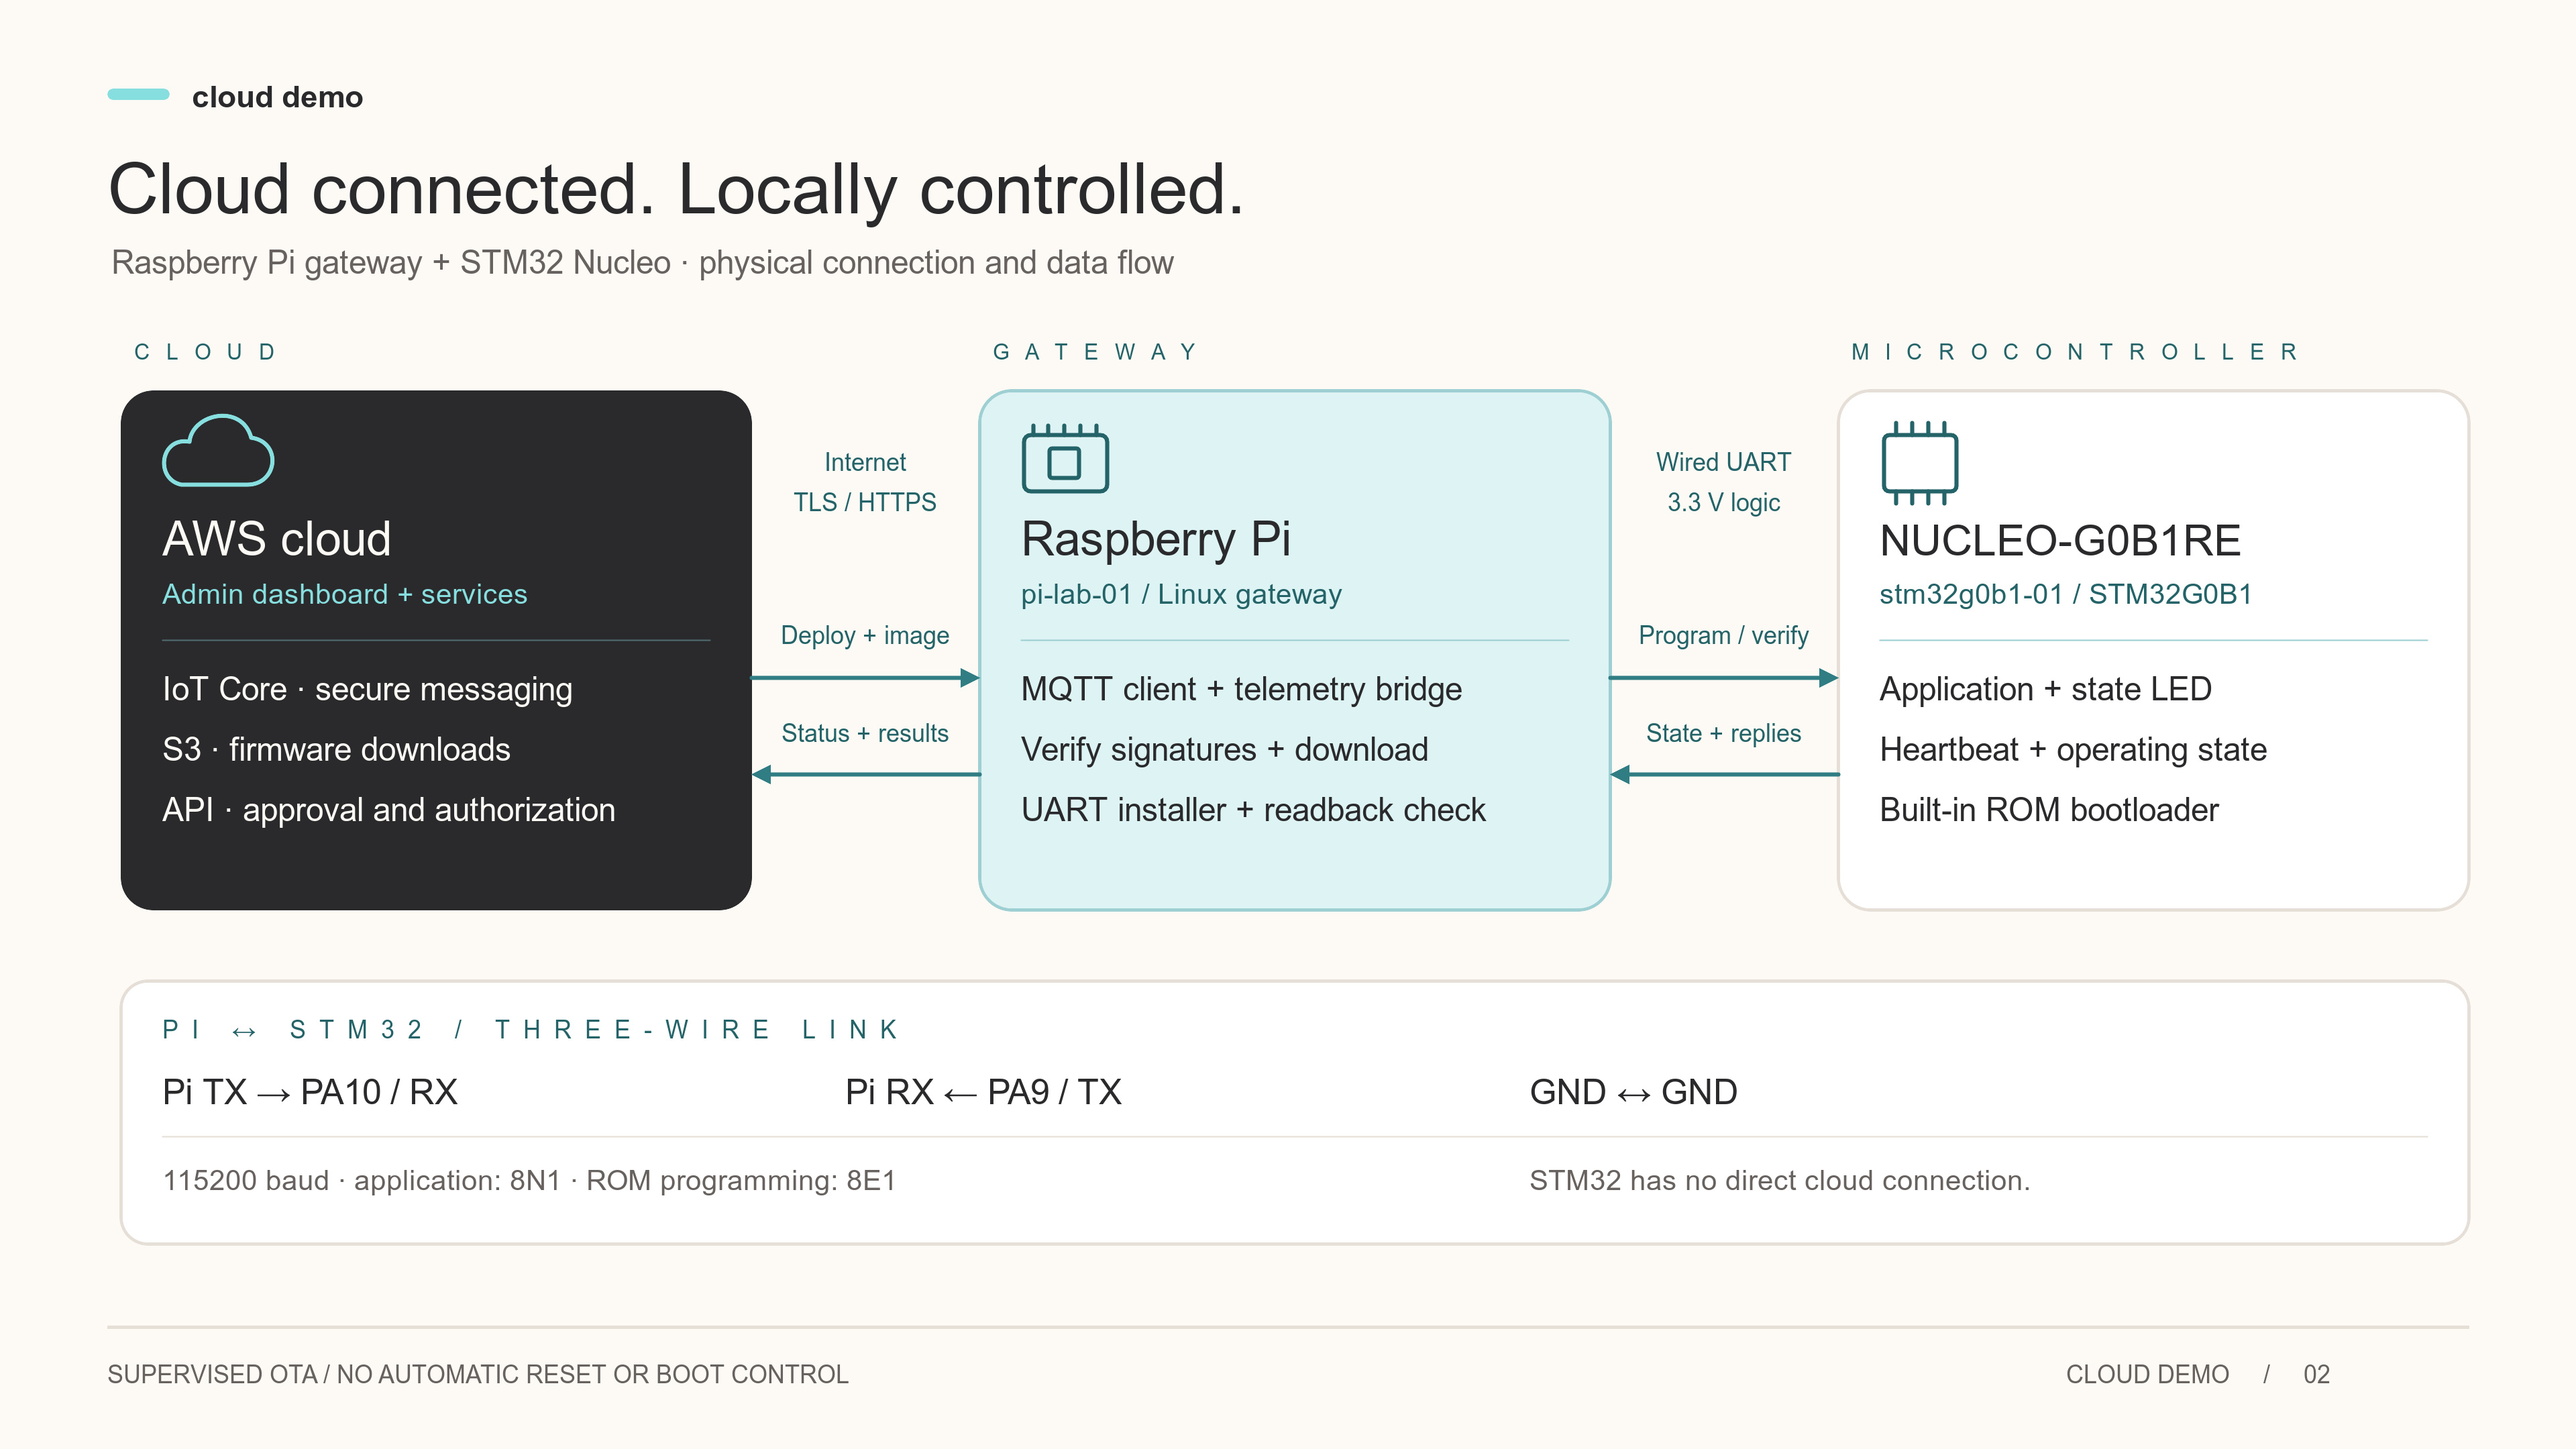 cloud demo
Cloud connected. Locally controlled.
Raspberry Pi gateway + STM32 Nucleo · physical connection and data flow
CLOUD
AWS cloud
Admin dashboard + services
IoT Core · secure messaging
S3 · firmware downloads
API · approval and authorization
Internet
TLS / HTTPS
Deploy + image
Status + results
GATEWAY
Raspberry Pi
pi-lab-01 / Linux gateway
MQTT client + telemetry bridge
Verify signatures + download
UART installer + readback check
Wired UART
3.3 V logic
Program / verify
State + replies
MICROCONTROLLER
NUCLEO-G0B1RE
stm32g0b1-01 / STM32G0B1
Application + state LED
Heartbeat + operating state
Built-in ROM bootloader
PI ↔ STM32 / THREE-WIRE LINK
Pi TX → PA10 / RX
Pi RX ← PA9 / TX
GND ↔ GND
115200 baud · application: 8N1 · ROM programming: 8E1
STM32 has no direct cloud connection.
SUPERVISED OTA / NO AUTOMATIC RESET OR BOOT CONTROL
CLOUD DEMO / 02